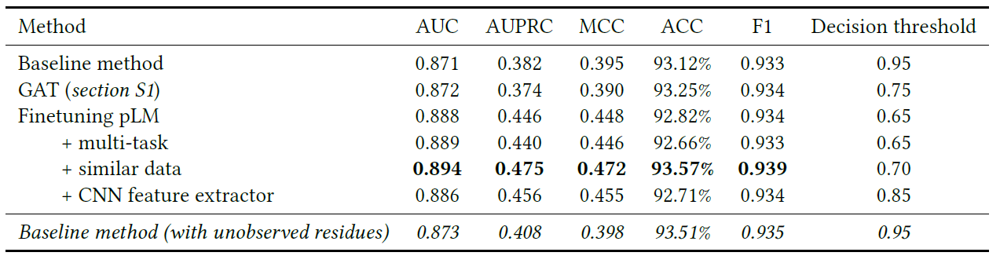 Method AUC AUPRC MCC ACC F1 Decision threshold
Baseline method 0.871 0.382 0.395 93.12% 0.933 0.95
GAT (section S1) 0.872 0.374 0.390 93.25% 0.934 0.75
Finetuning pLM 0.888 0.446 0.448 92.82% 0.934 0.65
+ multi-task 0.889 0.440 0.446 92.66% 0.933 0.65
+ similar data 0.894 0.475 0.472 93.57% 0.939 0.70
+ CNN feature extractor 0.886 0.456 0.455 92.71% 0.934 0.85
Baseline method (with unobserved residues) 0.873 0.408 0.398 93.51% 0.935 0.95